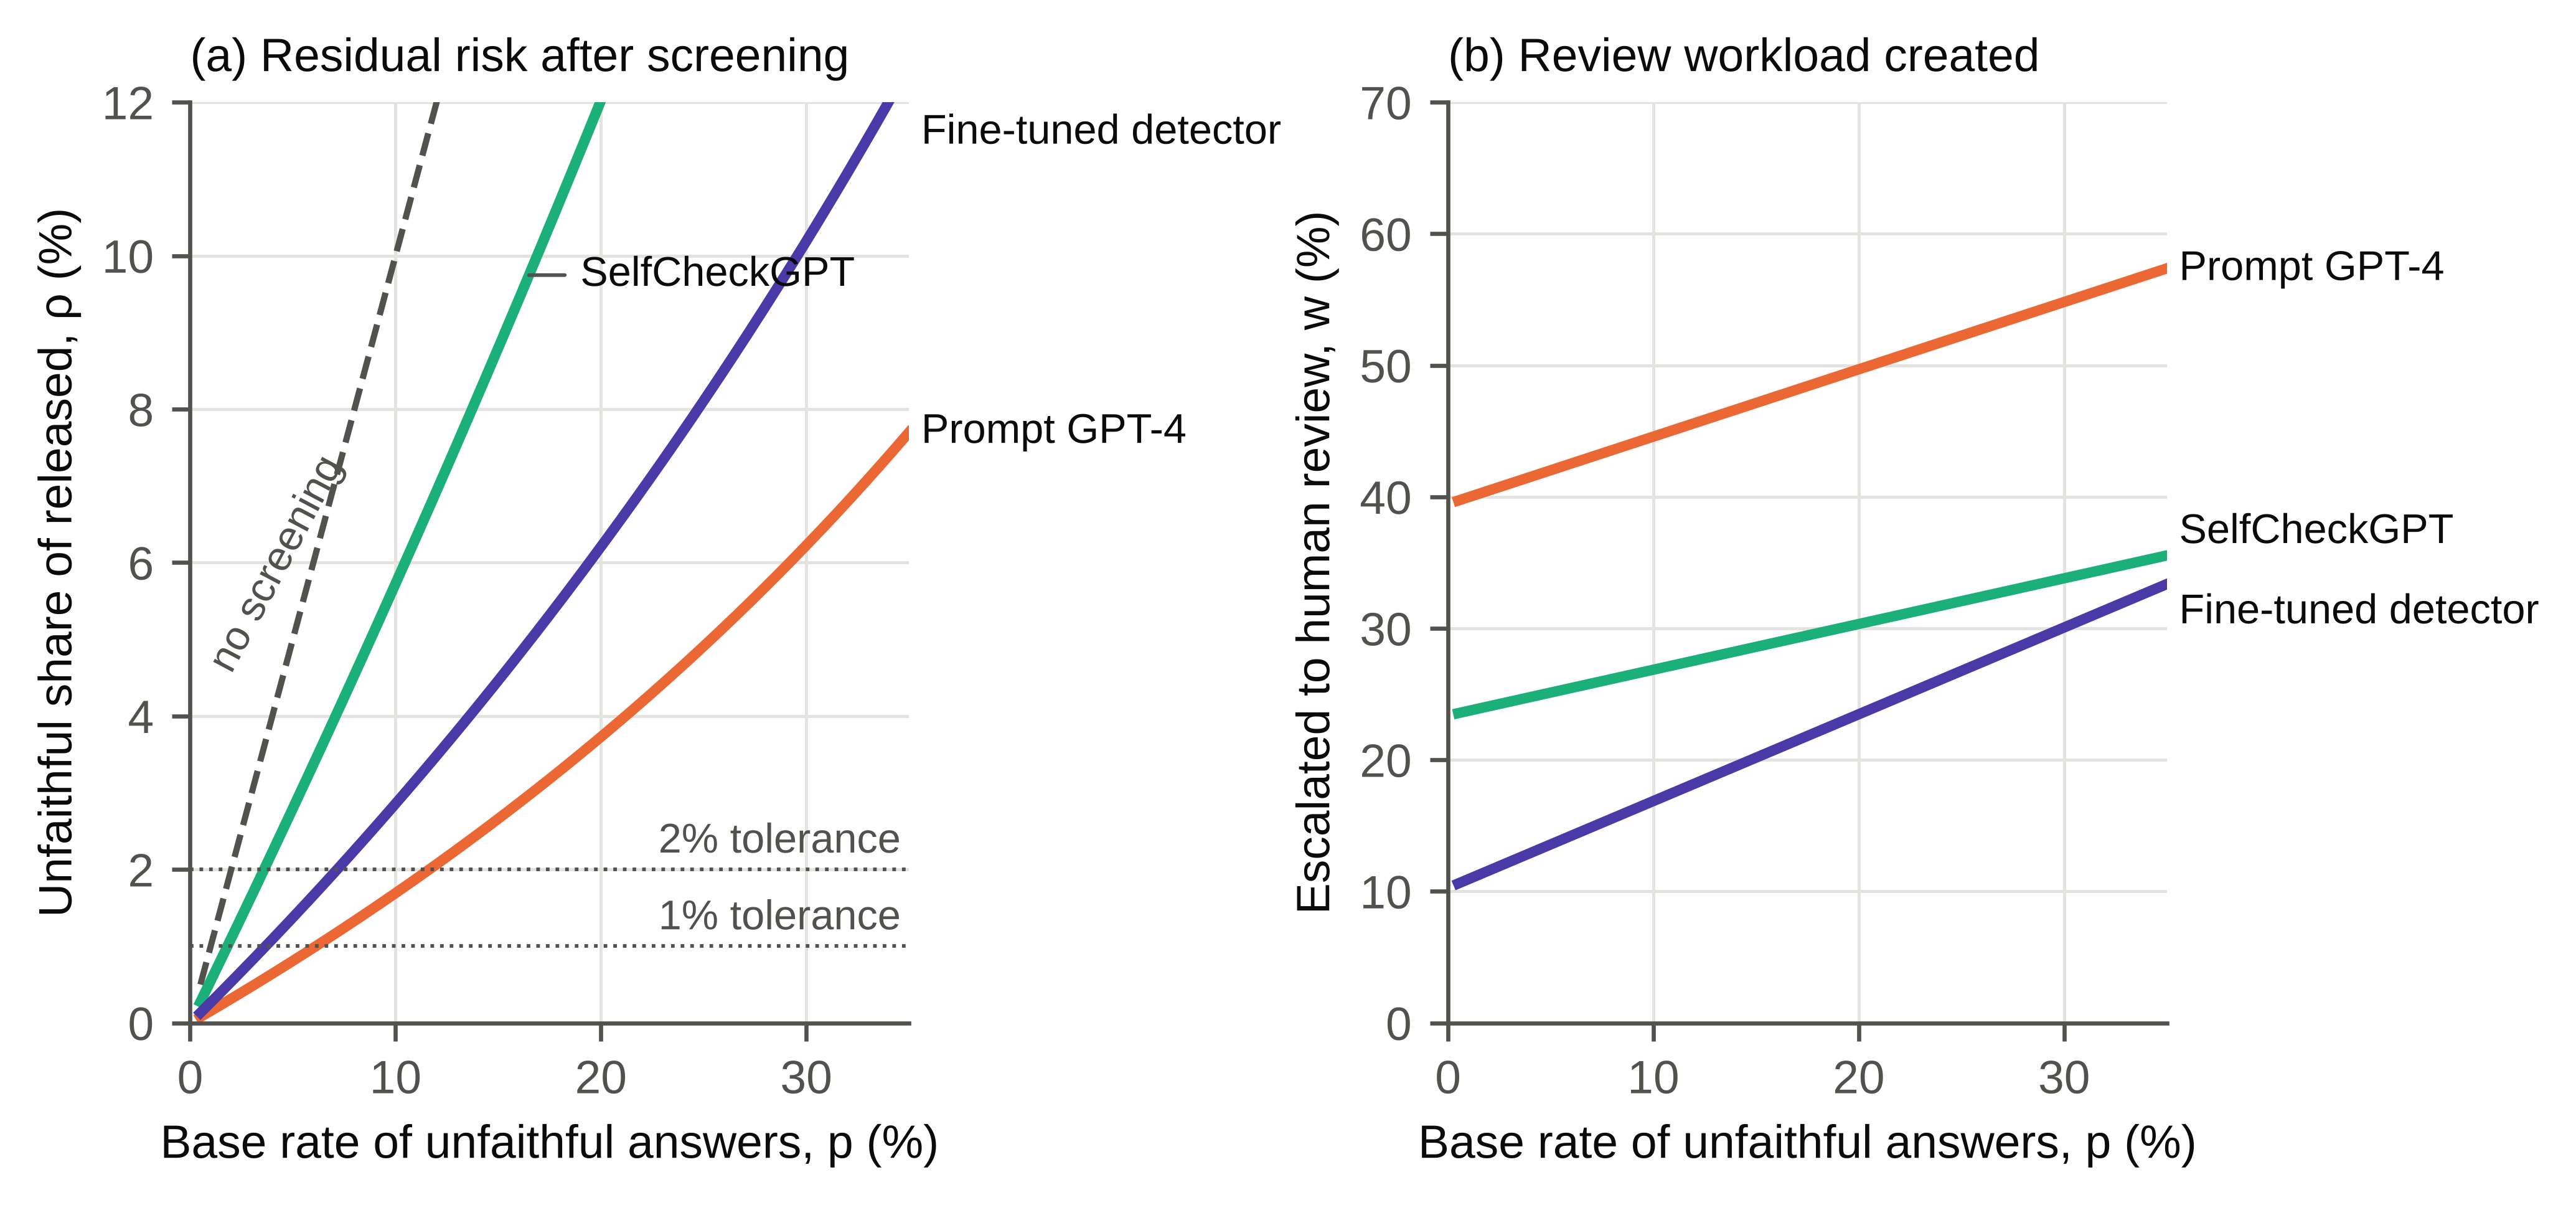 (a) Residual risk after screening
Unfaithful share of released, ρ (%)
12
10
8
6
4
2
0
0
10
20
30
Base rate of unfaithful answers, p (%)
no screening
SelfCheckGPT
Fine-tuned detector
Prompt GPT-4
2% tolerance
1% tolerance
(b) Review workload created
Escalated to human review, w (%)
70
60
50
40
30
20
10
0
0
10
20
30
Base rate of unfaithful answers, p (%)
Prompt GPT-4
SelfCheckGPT
Fine-tuned detector